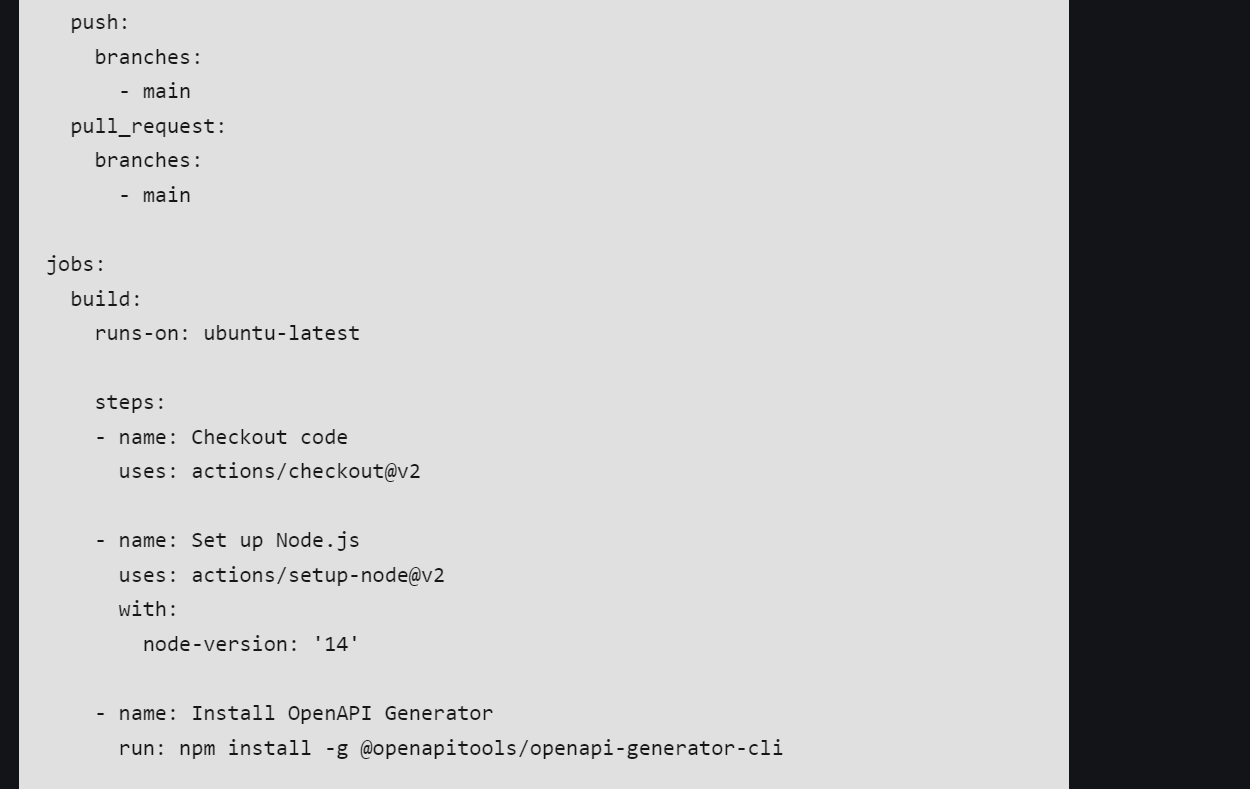 push:
branches:
- main
pull_request:
branches:
- main
jobs:
build:
runs-on: ubuntu-latest
steps:
- name: Checkout code
uses: actions/checkout@v2
- name: Set up Node.js
uses: actions/setup-node@v2
with:
node-version: '14'
- name: Install OpenAPI Generator
run: npm install -g @openapitools/openapi-generator-cli